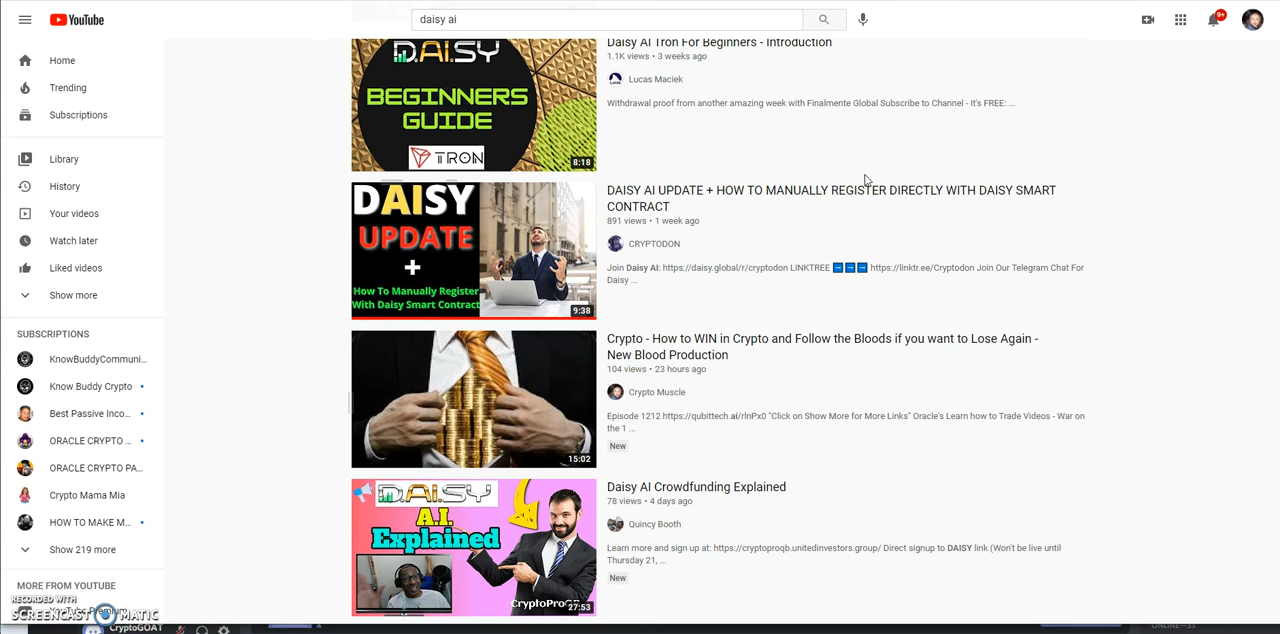 YouTube
daisy ai
9+
Home
Trending
Subscriptions
Library
History
Your videos
Watch later
Liked videos
Show more
SUBSCRIPTIONS
KnowBuddyCommuni...
Know Buddy Crypto
Best Passive Inco...
ORACLE CRYPTO ...
ORACLE CRYPTO PA...
Crypto Mama Mia
HOW TO MAKE M...
Show 219 more
MORE FROM YOUTUBE
RECORDED WITH
SCREENCAST MATIC
CryptoGOAT
D.AI.SY
BEGINNERS
GUIDE
TRON
8:18
Daisy AI Tron For Beginners - Introduction
1.1K views • 3 weeks ago
Lucas Maciek
Withdrawal proof from another amazing week with Finalmente Global Subscribe to Channel - It's FREE: ...
DAISY
UPDATE
+
How To Manually Register
With Daisy Smart Contract
9:38
DAISY AI UPDATE + HOW TO MANUALLY REGISTER DIRECTLY WITH DAISY SMART
CONTRACT
891 views • 1 week ago
CRYPTODON
Join Daisy AI: https://daisy.global/r/cryptodon LINKTREE ➡➡➡ https://linktr.ee/Cryptodon Join Our Telegram Chat For
Daisy ...
15:02
Crypto - How to WIN in Crypto and Follow the Bloods if you want to Lose Again -
New Blood Production
104 views • 23 hours ago
Crypto Muscle
Episode 1212 https://qubittech.ai/rlnPx0 "Click on Show More for More Links" Oracle's Learn how to Trade Videos - War on
the 1 ...
New
D.AI.SY
A.I.
Explained
27:53
Daisy AI Crowdfunding Explained
78 views • 4 days ago
Quincy Booth
Learn more and sign up at: https://cryptoproqb.unitedinvestors.group/ Direct signup to DAISY link (Won't be live until
Thursday 21, ...
New